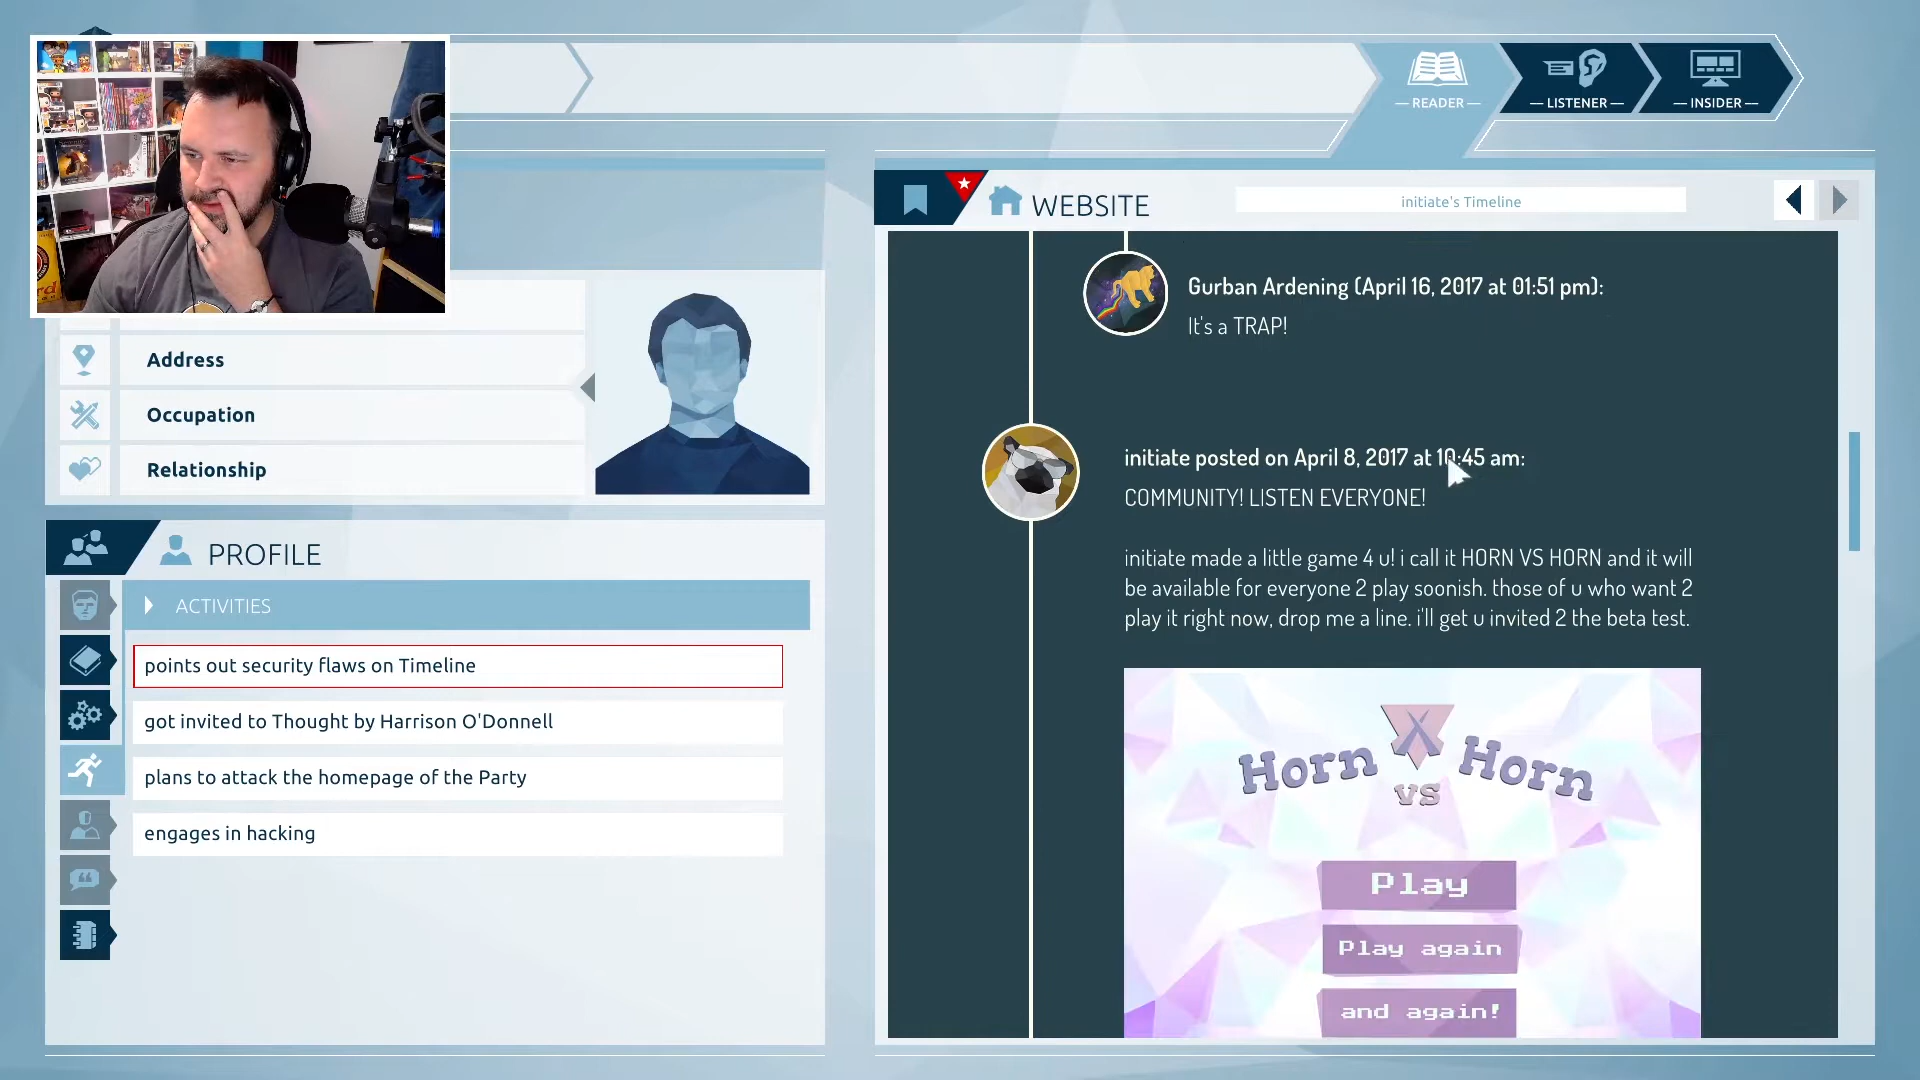 — READER —
— LISTENER —
— INSIDER —
Address
Occupation
Relationship
PROFILE
ACTIVITIES
points out security flaws on Timeline
got invited to Thought by Harrison O'Donnell
plans to attack the homepage of the Party
engages in hacking
WEBSITE
initiate's Timeline
Gurban Ardening (April 16, 2017 at 01:51 pm):
It's a TRAP!
initiate posted on April 8, 2017 at 10:45 am:
COMMUNITY! LISTEN EVERYONE!
initiate made a little game 4 u! i call it HORN VS HORN and it will
be available for everyone 2 play soonish. those of u who want 2
play it right now, drop me a line. i'll get u invited 2 the beta test.
Horn vs Horn
Play
Play again
and again!